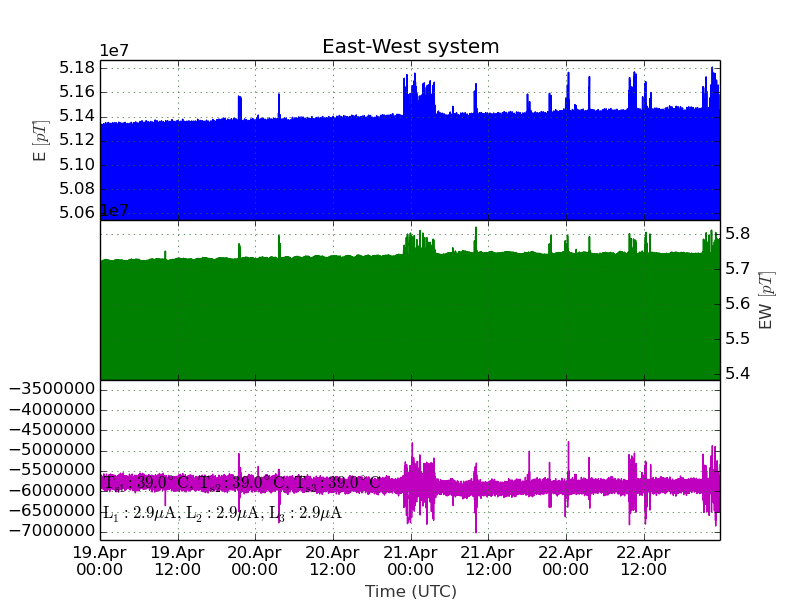 East-West system
1e7
5.18
5.16
5.14
5.12
5.10
5.08
5.06
E [pT]
1e7
5.8
5.7
5.6
5.5
5.4
EW [pT]
−3500000
−4000000
−4500000
−5000000
−5500000
−6000000
−6500000
−7000000
: 39.0 C, : 39.0 C, : 39.0 C
L1 : 2.9μA, L2 : 2.9μA, L3 : 2.9μA
19.Apr 19.Apr 20.Apr 20.Apr 21.Apr 21.Apr 22.Apr 22.Apr
00:00 12:00 00:00 12:00 00:00 12:00 00:00 12:00
Time (UTC)